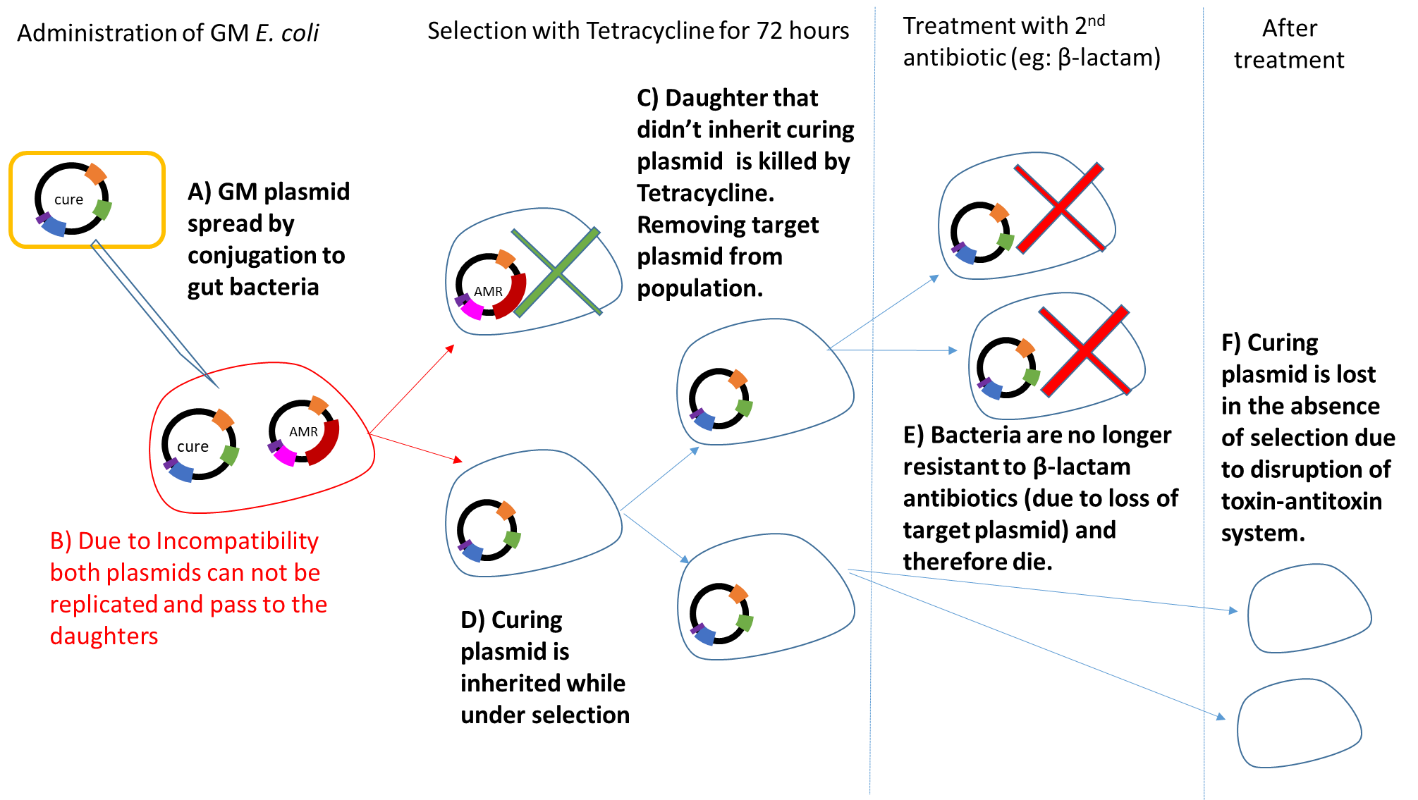 Administration of GM E. coli
Selection with Tetracycline for 72 hours
Treatment with 2nd
antibiotic (eg: β-lactam)
After
treatment
cure
A) GM plasmid
spread by
conjugation to
gut bacteria
cure
AMR
B) Due to Incompatibility
both plasmids can not be
replicated and pass to the
daughters
AMR
C) Daughter that
didn't inherit curing
plasmid is killed by
Tetracycline.
Removing target
plasmid from
population.
D) Curing
plasmid is
inherited while
under selection
E) Bacteria are no longer
resistant to β-lactam
antibiotics (due to loss of
target plasmid) and
therefore die.
F) Curing
plasmid is lost
in the absence
of selection due
to disruption of
toxin-antitoxin
system.